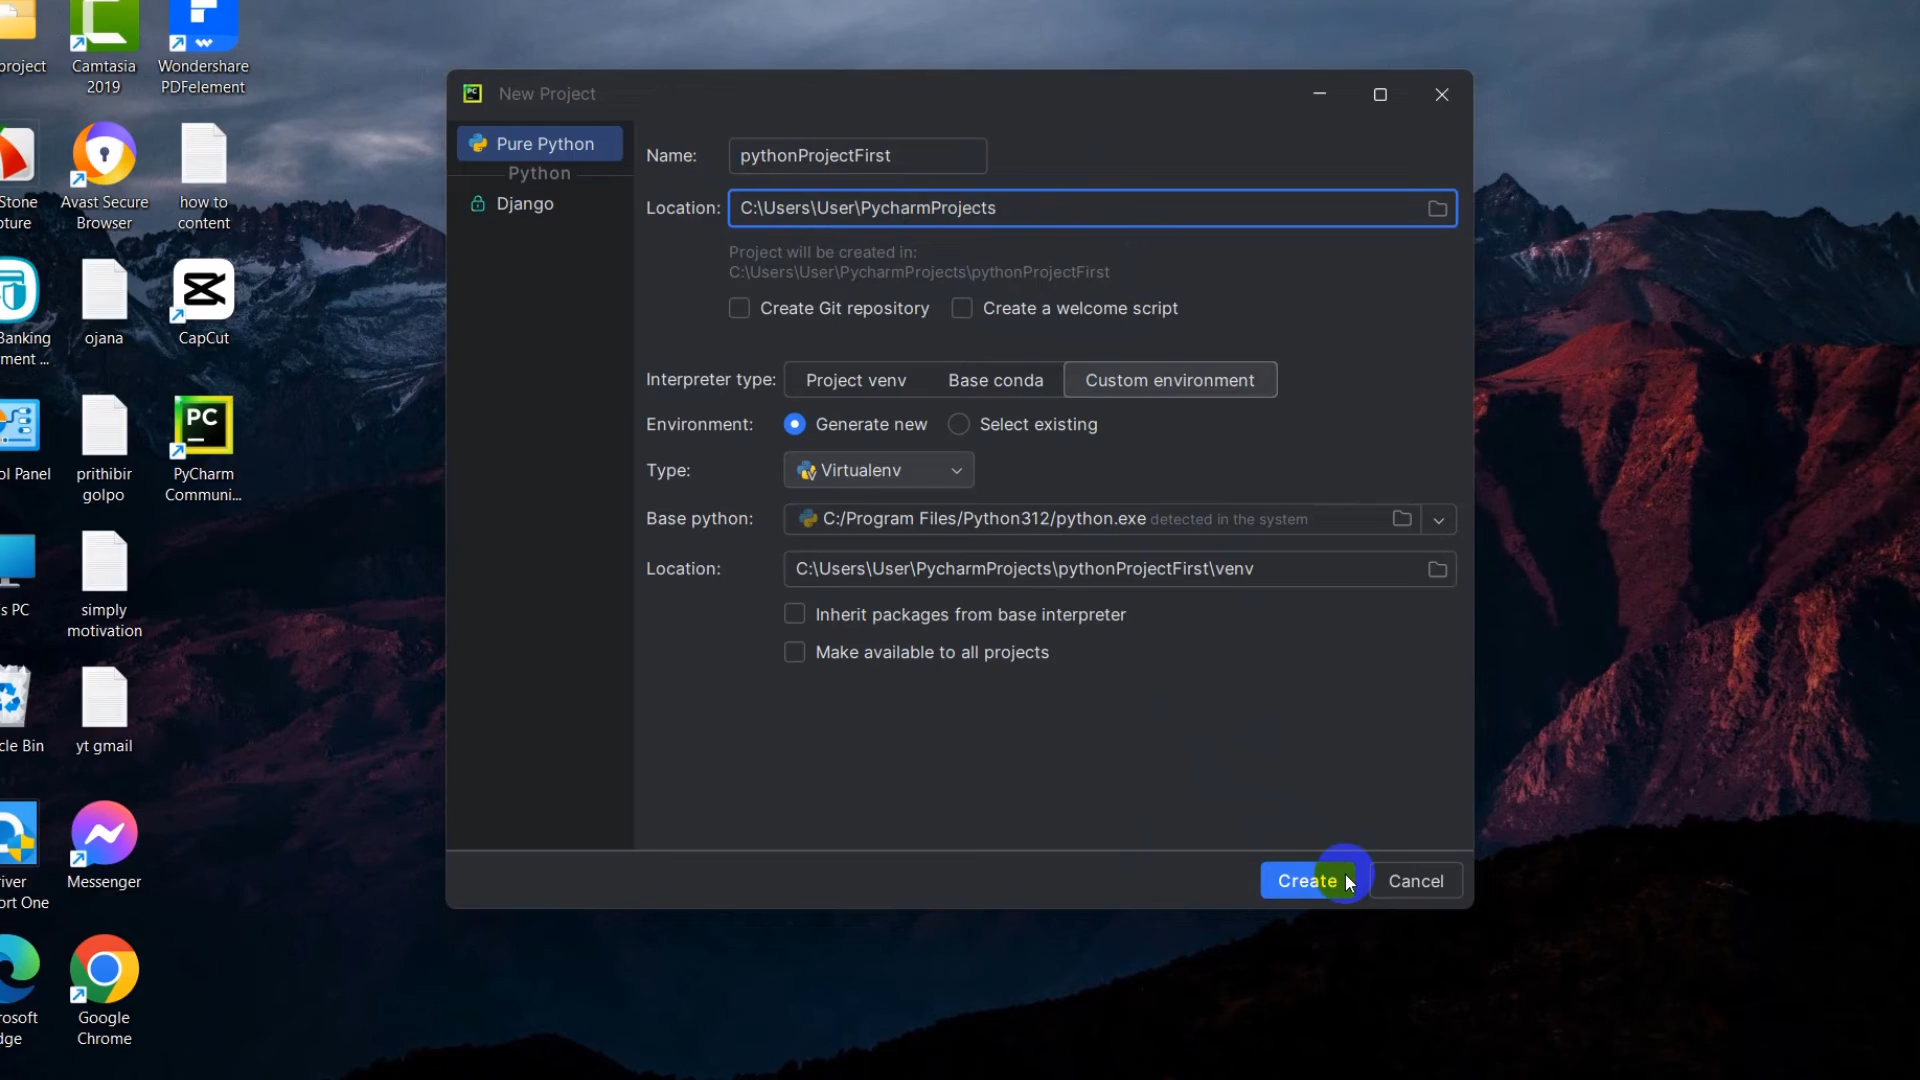 project
Camtasia
2019
Wondershare
PDFelement
Stone
pture
Avast Secure
Browser
how to
content
Banking
ment ...
ojana
CapCut
ol Panel
prithibir
golpo
PC
PyCharm
Communi...
's PC
simply
motivation
cle Bin
yt gmail
river
ort One
Messenger
rosoft
dge
Google
Chrome
PC
New Project
Pure Python
Python
Django
Name:
pythonProjectFirst
Location:
C:\Users\User\PycharmProjects
Project will be created in:
C:\Users\User\PycharmProjects\pythonProjectFirst
Create Git repository
Create a welcome script
Interpreter type:
Project venv
Base conda
Custom environment
Environment:
Generate new
Select existing
Type:
Virtualenv
Base python:
C:/Program Files/Python312/python.exe detected in the system
Location:
C:\Users\User\PycharmProjects\pythonProjectFirst\venv
Inherit packages from base interpreter
Make available to all projects
Create
Cancel